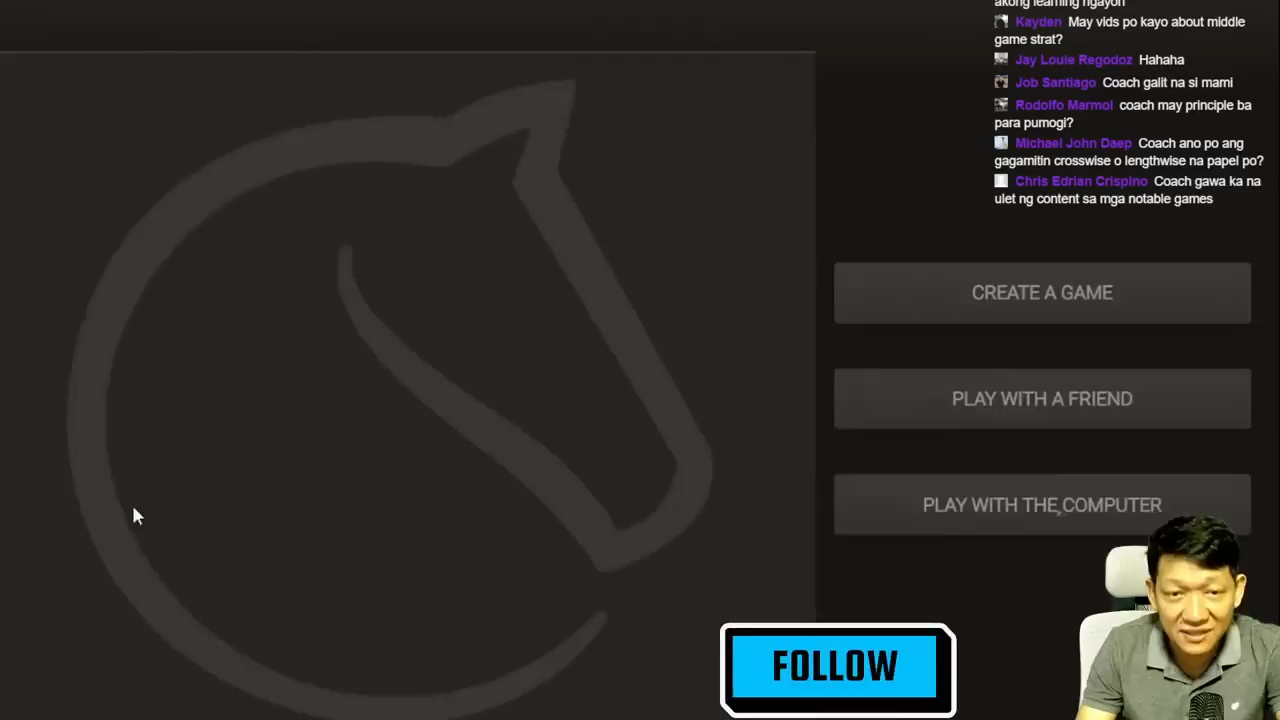 akong learning ngayon
Kayden May vids po kayo about middle
game strat?
Jay Louie Regodoz Hahaha
Job Santiago Coach galit na si mami
Rodolfo Marmol coach may principle ba
para pumogi?
Michael John Daep Coach ano po ang
gagamitin crosswise o lengthwise na papel po?
Chris Edrian Crispino Coach gawa ka na
ulet ng content sa mga notable games
CREATE A GAME
PLAY WITH A FRIEND
PLAY WITH THE COMPUTER
FOLLOW